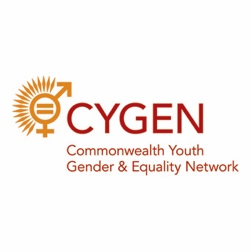 CYGEN
Commonwealth Youth
Gender & Equality Network